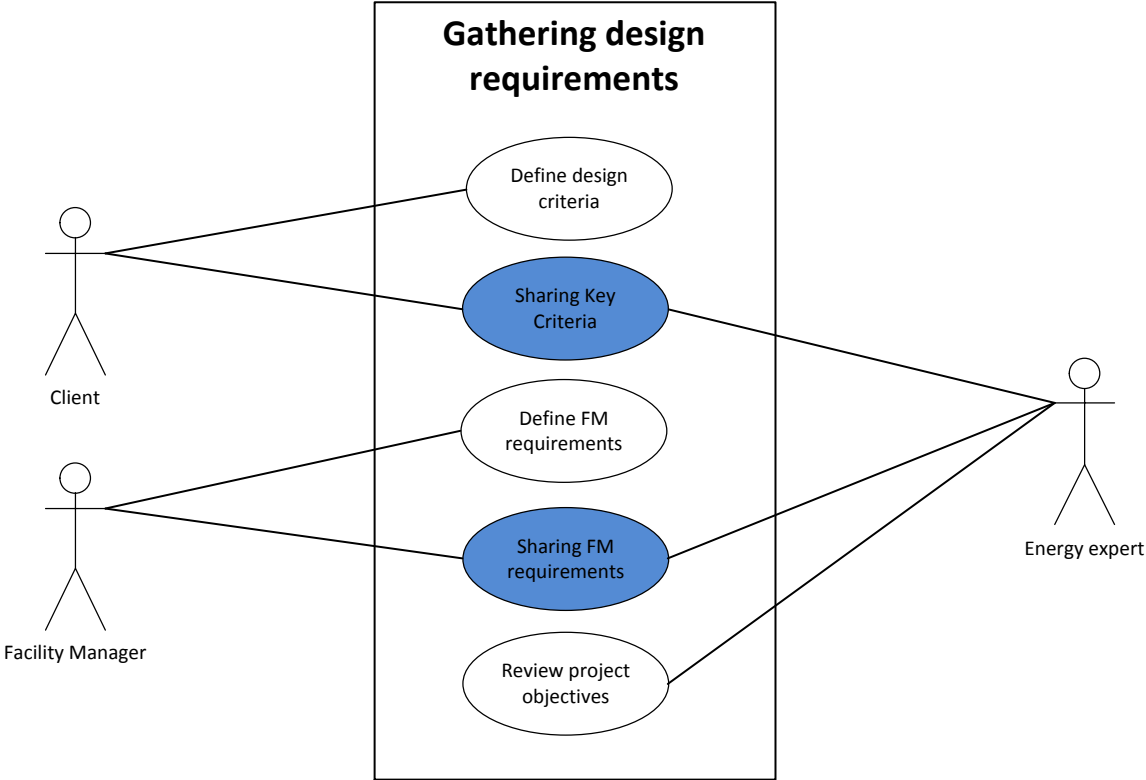 Gathering design
requirements
Define design
criteria
Sharing Key
Criteria
Client
Define FM
requirements
Sharing FM
requirements
Energy expert
Facility Manager
Review project
objectives